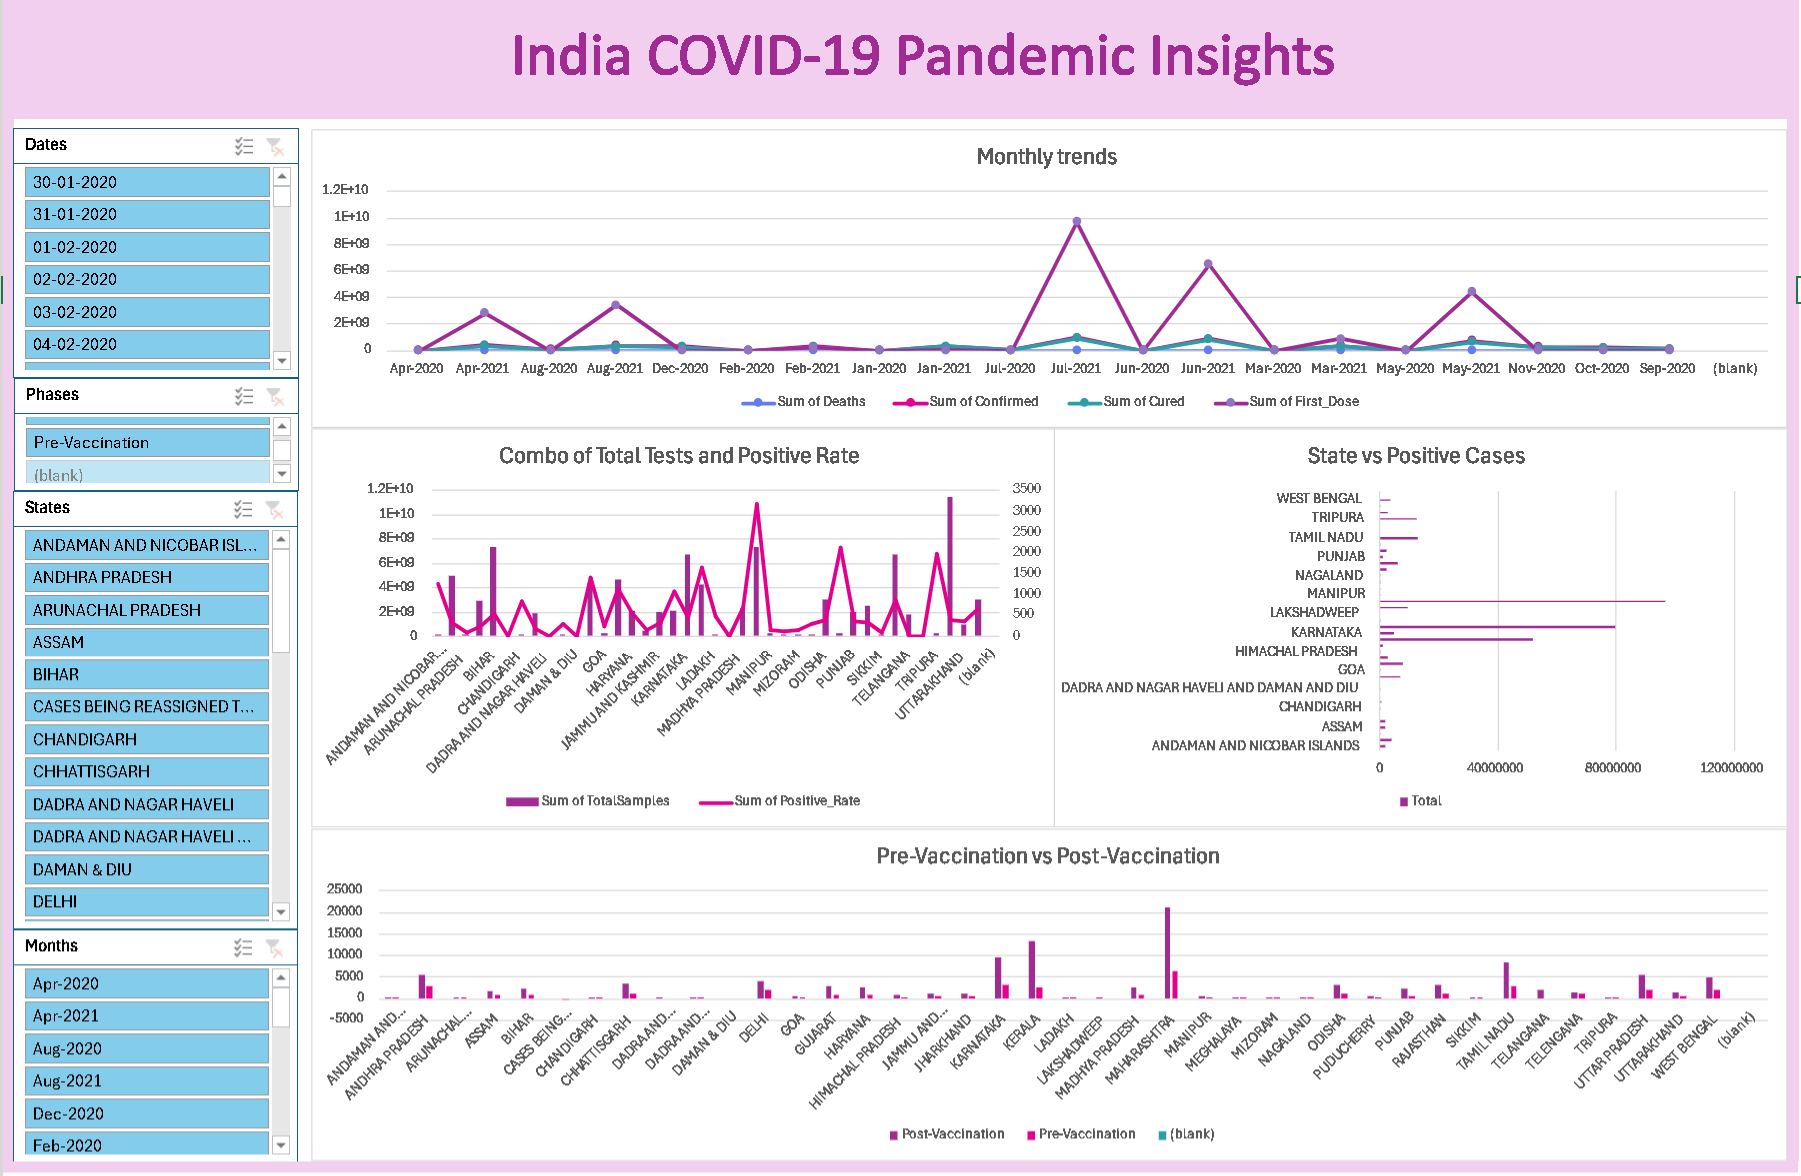 India COVID-19 Pandemic Insights
Dates
30-01-2020
31-01-2020
01-02-2020
02-02-2020
03-02-2020
04-02-2020
Phases
Pre-Vaccination
(blank)
States
ANDAMAN AND NICOBAR ISL...
ANDHRA PRADESH
ARUNACHAL PRADESH
ASSAM
BIHAR
CASES BEING REASSIGNED T...
CHANDIGARH
CHHATTISGARH
DADRA AND NAGAR HAVELI
DADRA AND NAGAR HAVELI ...
DAMAN & DIU
DELHI
Months
Apr-2020
Apr-2021
Aug-2020
Aug-2021
Dec-2020
Feb-2020
Monthly trends
1.2E+10
1E+10
8E+09
6E+09
4E+09
2E+09
0
Apr-2020 Apr-2021 Aug-2020 Aug-2021 Dec-2020 Feb-2020 Feb-2021 Jan-2020 Jan-2021 Jul-2020 Jul-2021 Jun-2020 Jun-2021 Mar-2020 Mar-2021 May-2020 May-2021 Nov-2020 Oct-2020 Sep-2020 (blank)
Sum of Deaths Sum of Confirmed Sum of Cured Sum of First_Dose
Combo of Total Tests and Positive Rate
1.2E+10
1E+10
8E+09
6E+09
4E+09
2E+09
0
3500
3000
2500
2000
1500
1000
500
0
ANDAMAN AND NICOBAR...
ARUNACHAL PRADESH
BIHAR
CHANDIGARH
DADRA AND NAGAR HAVELI
DAMAN & DIU
GOA
HARYANA
JAMMU AND KASHMIR
KARNATAKA
LADAKH
MADHYA PRADESH
MANIPUR
MIZORAM
ODISHA
PUNJAB
SIKKIM
TELANGANA
TRIPURA
UTTARAKHAND
(blank)
Sum of TotalSamples Sum of Positive_Rate
State vs Positive Cases
WEST BENGAL
TRIPURA
TAMIL NADU
PUNJAB
NAGALAND
MANIPUR
LAKSHADWEEP
KARNATAKA
HIMACHAL PRADESH
GOA
DADRA AND NAGAR HAVELI AND DAMAN AND DIU
CHANDIGARH
ASSAM
ANDAMAN AND NICOBAR ISLANDS
0 40000000 80000000 120000000
Total
Pre-Vaccination vs Post-Vaccination
25000
20000
15000
10000
5000
0
-5000
ANDAMAN AND...
ANDHRA PRADESH
ARUNACHAL...
ASSAM
BIHAR
CASES BEING...
CHANDIGARH
CHHATTISGARH
DADRA AND...
DADRA AND...
DAMAN & DIU
DELHI
GOA
GUJARAT
HARYANA
HIMACHAL PRADESH
JAMMU AND...
JHARKHAND
KARNATAKA
KERALA
LADAKH
LAKSHADWEEP
MADHYA PRADESH
MAHARASHTRA
MANIPUR
MEGHALAYA
MIZORAM
NAGALAND
ODISHA
PUDUCHERRY
PUNJAB
RAJASTHAN
SIKKIM
TAMIL NADU
TELANGANA
TELENGANA
TRIPURA
UTTAR PRADESH
UTTARAKHAND
WEST BENGAL
(blank)
Post-Vaccination Pre-Vaccination (blank)